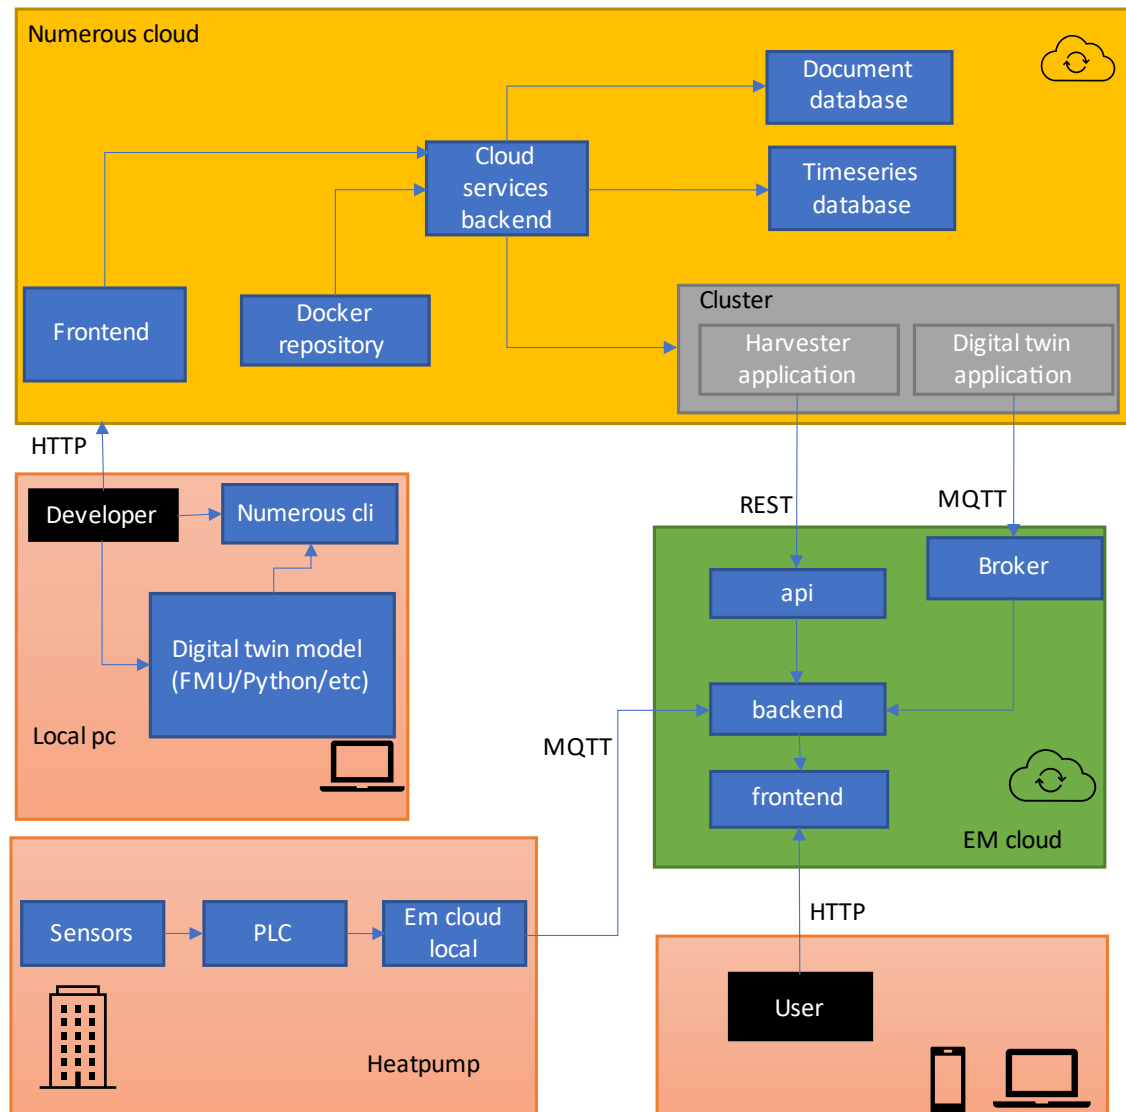 Numerous cloud
Document
database
Cloud
services
backend
Timeseries
database
Frontend
Docker
repository
Cluster
Harvester
application
Digital twin
application
HTTP
Developer
Numerous cli
Digital twin model
(FMU/Python/etc)
Local pc
REST
MQTT
Broker
api
backend
MQTT
frontend
EM cloud
Sensors
PLC
Em cloud
local
Heatpump
HTTP
User